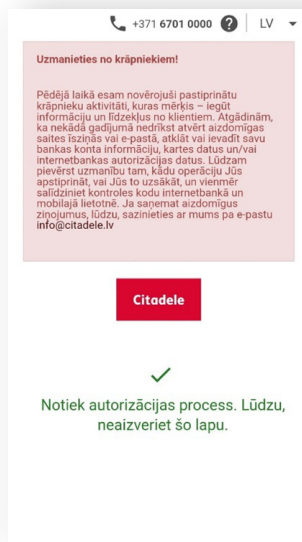 +371 6701 0000 ? LV
Uzmanieties no krāpniekiem!
Pēdējā laikā esam novērojuši pastiprinātu
krāpnieku aktivitāti, kuras mērķis – iegūt
informāciju un līdzekļus no klientiem. Atgādinām,
ka nekādā gadījumā nedrīkst atvērt aizdomīgas
saites īsziņās vai e-pastā, atklāt vai ievadīt savu
bankas konta informāciju, kartes datus un/vai
internetbankas autorizācijas datus. Lūdzam
pievērst uzmanību tam, kādu operāciju Jūs
apstiprināt, vai Jūs to uzsākāt, un vienmēr
salīdziniet kontroles kodu internetbankā un
mobilajā lietotnē. Ja saņemat aizdomīgus
ziņojumus, lūdzu, sazinieties ar mums pa e-pastu
info@citadele.lv
Citadele
Notiek autorizācijas process. Lūdzu,
neaizveriet šo lapu.